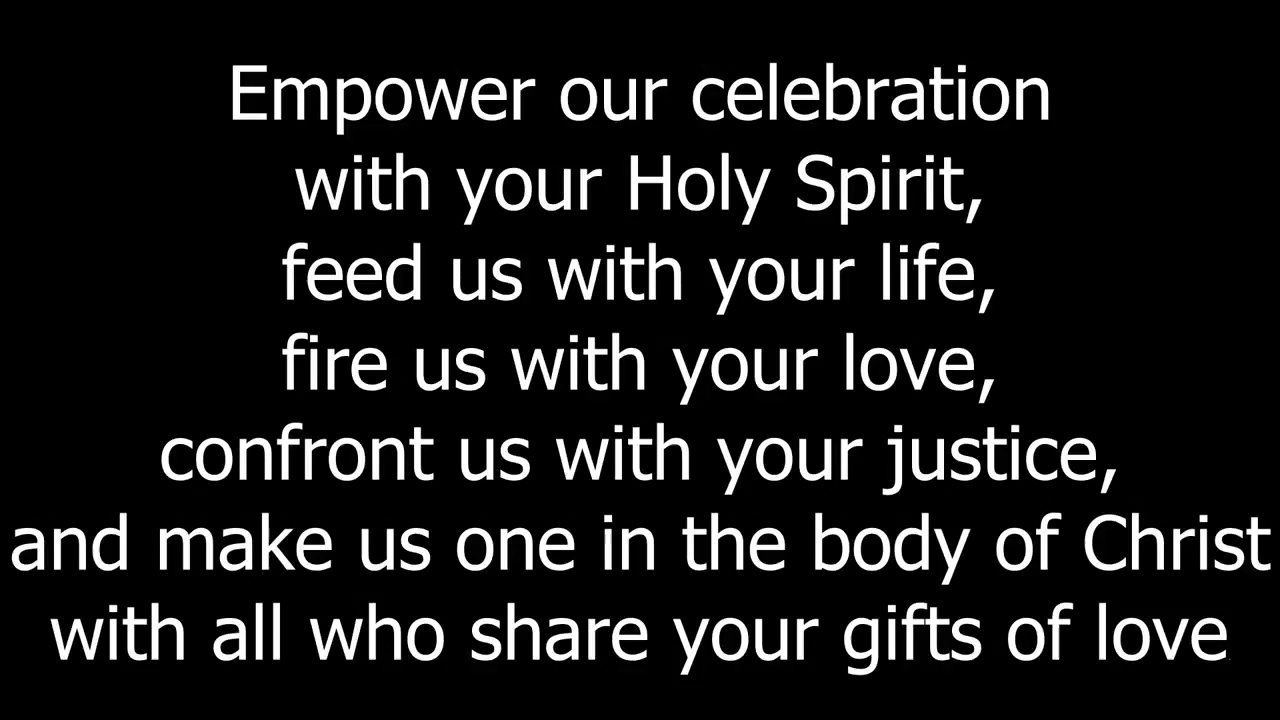 Empower our celebration
with your Holy Spirit,
feed us with your life,
fire us with your love,
confront us with your justice,
and make us one in the body of Christ
with all who share your gifts of love.